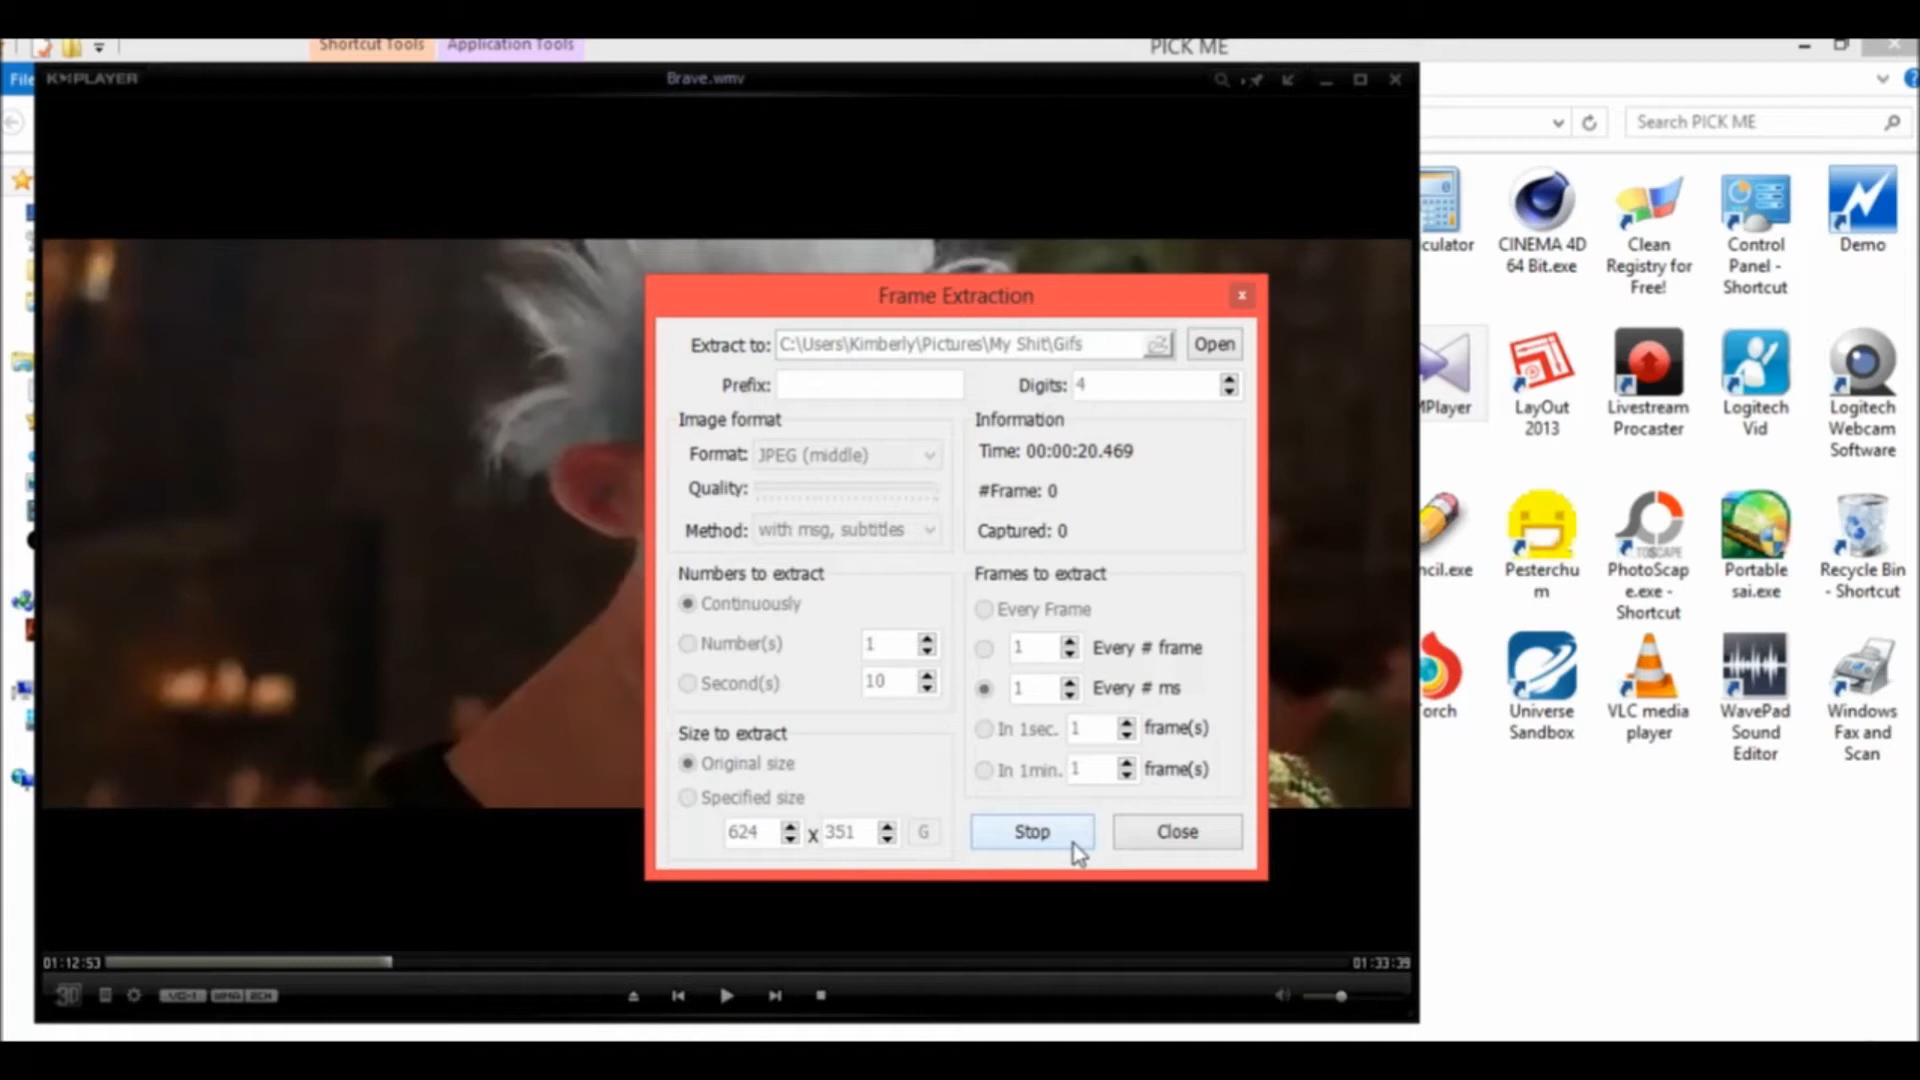 Shortcut Tools
Application Tools
PICK ME
File
KMPLAYER
Brave.wmv
Search PICK ME
Frame Extraction
Extract to: C:\Users\Kimberly\Pictures\My Shit\Gifs
Open
Prefix:
Digits: 4
Image format
Format: JPEG (middle)
Quality:
Method: with msg, subtitles
Information
Time: 00:00:20.469
#Frame: 0
Captured: 0
Numbers to extract
Continuously
Number(s) 1
Second(s) 10
Frames to extract
Every Frame
1 Every # frame
1 Every # ms
In 1sec. 1 frame(s)
In 1min. 1 frame(s)
Size to extract
Original size
Specified size
624 x 351 G
Stop
Close
culator
CINEMA 4D
64 Bit.exe
Clean
Registry for
Free!
Control
Panel -
Shortcut
Demo
MPlayer
LayOut
2013
Livestream
Procaster
Logitech
Vid
Logitech
Webcam
Software
ncil.exe
Pesterchu
m
TOSCAPE
PhotoScap
e.exe -
Shortcut
Portable
sai.exe
Recycle Bin
- Shortcut
orch
Universe
Sandbox
VLC media
player
WavePad
Sound
Editor
Windows
Fax and
Scan
01:12:53
01:33:39
3D
VC-1 WMA 2CH